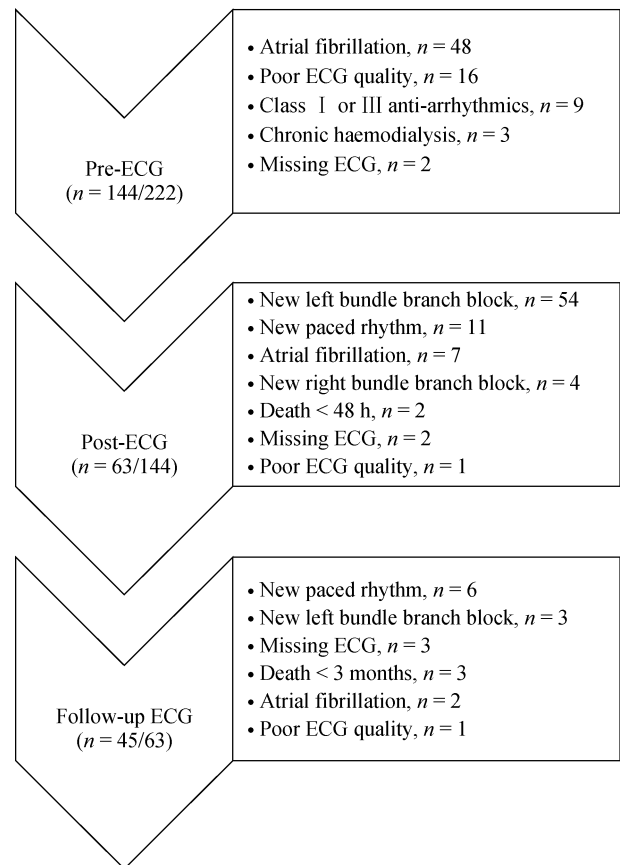 Pre-ECG
(n = 144/222)
• Atrial fibrillation, n = 48
• Poor ECG quality, n = 16
• Class Ⅰ or III anti-arrhythmics, n = 9
• Chronic haemodialysis, n = 3
• Missing ECG, n = 2
Post-ECG
(n = 63/144)
• New left bundle branch block, n = 54
• New paced rhythm, n = 11
• Atrial fibrillation, n = 7
• New right bundle branch block, n = 4
• Death < 48 h, n = 2
• Missing ECG, n = 2
• Poor ECG quality, n = 1
Follow-up ECG
(n = 45/63)
• New paced rhythm, n = 6
• New left bundle branch block, n = 3
• Missing ECG, n = 3
• Death < 3 months, n = 3
• Atrial fibrillation, n = 2
• Poor ECG quality, n = 1